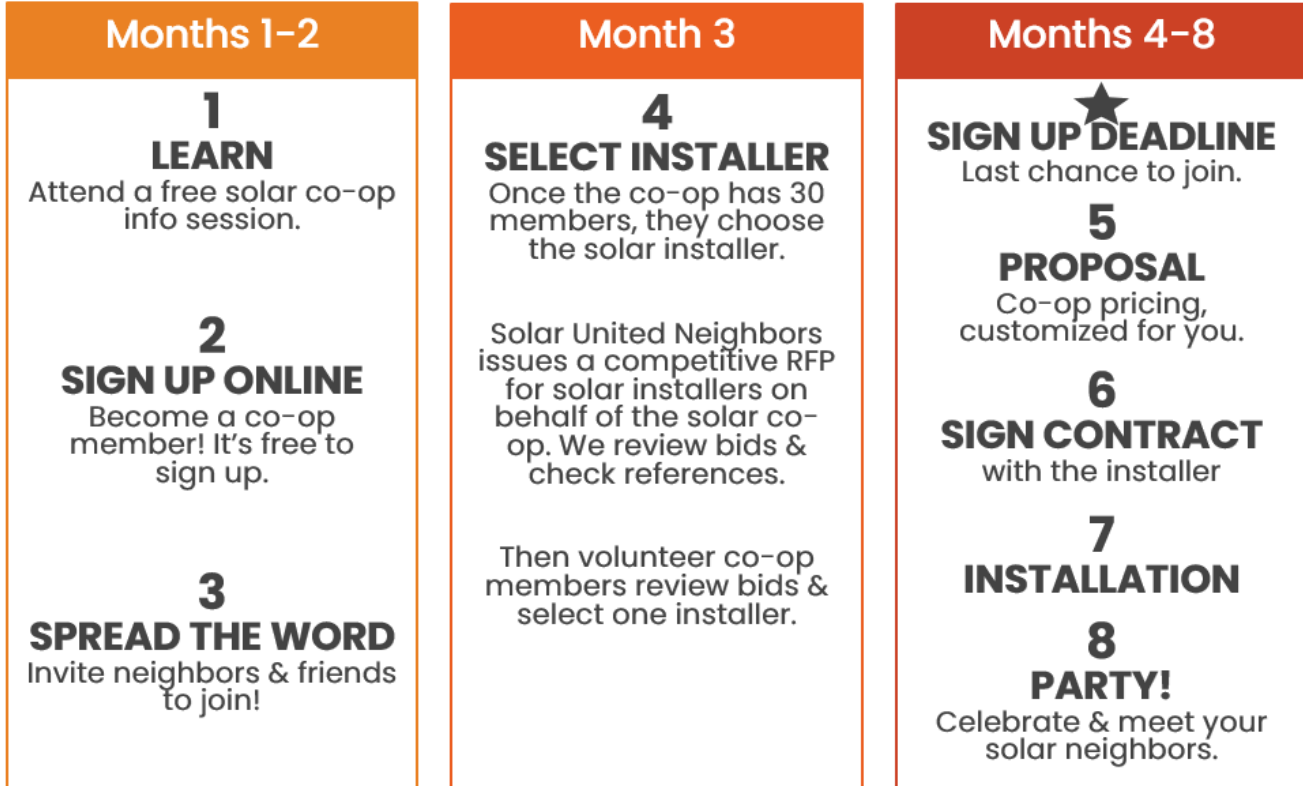 Months 1-2
1
LEARN
Attend a free solar co-op
info session.
2
SIGN UP ONLINE
Become a co-op
member! It's free to
sign up.
3
SPREAD THE WORD
Invite neighbors & friends
to join!
Month 3
4
SELECT INSTALLER
Once the co-op has 30
members, they choose
the solar installer.
Solar United Neighbors
issues a competitive RFP
for solar installers on
behalf of the solar co-
op. We review bids &
check references.
Then volunteer co-op
members review bids &
select one installer.
Months 4-8
SIGN UP DEADLINE
Last chance to join.
5
PROPOSAL
Co-op pricing,
customized for you.
6
SIGN CONTRACT
with the installer
7
INSTALLATION
8
PARTY!
Celebrate & meet your
solar neighbors.